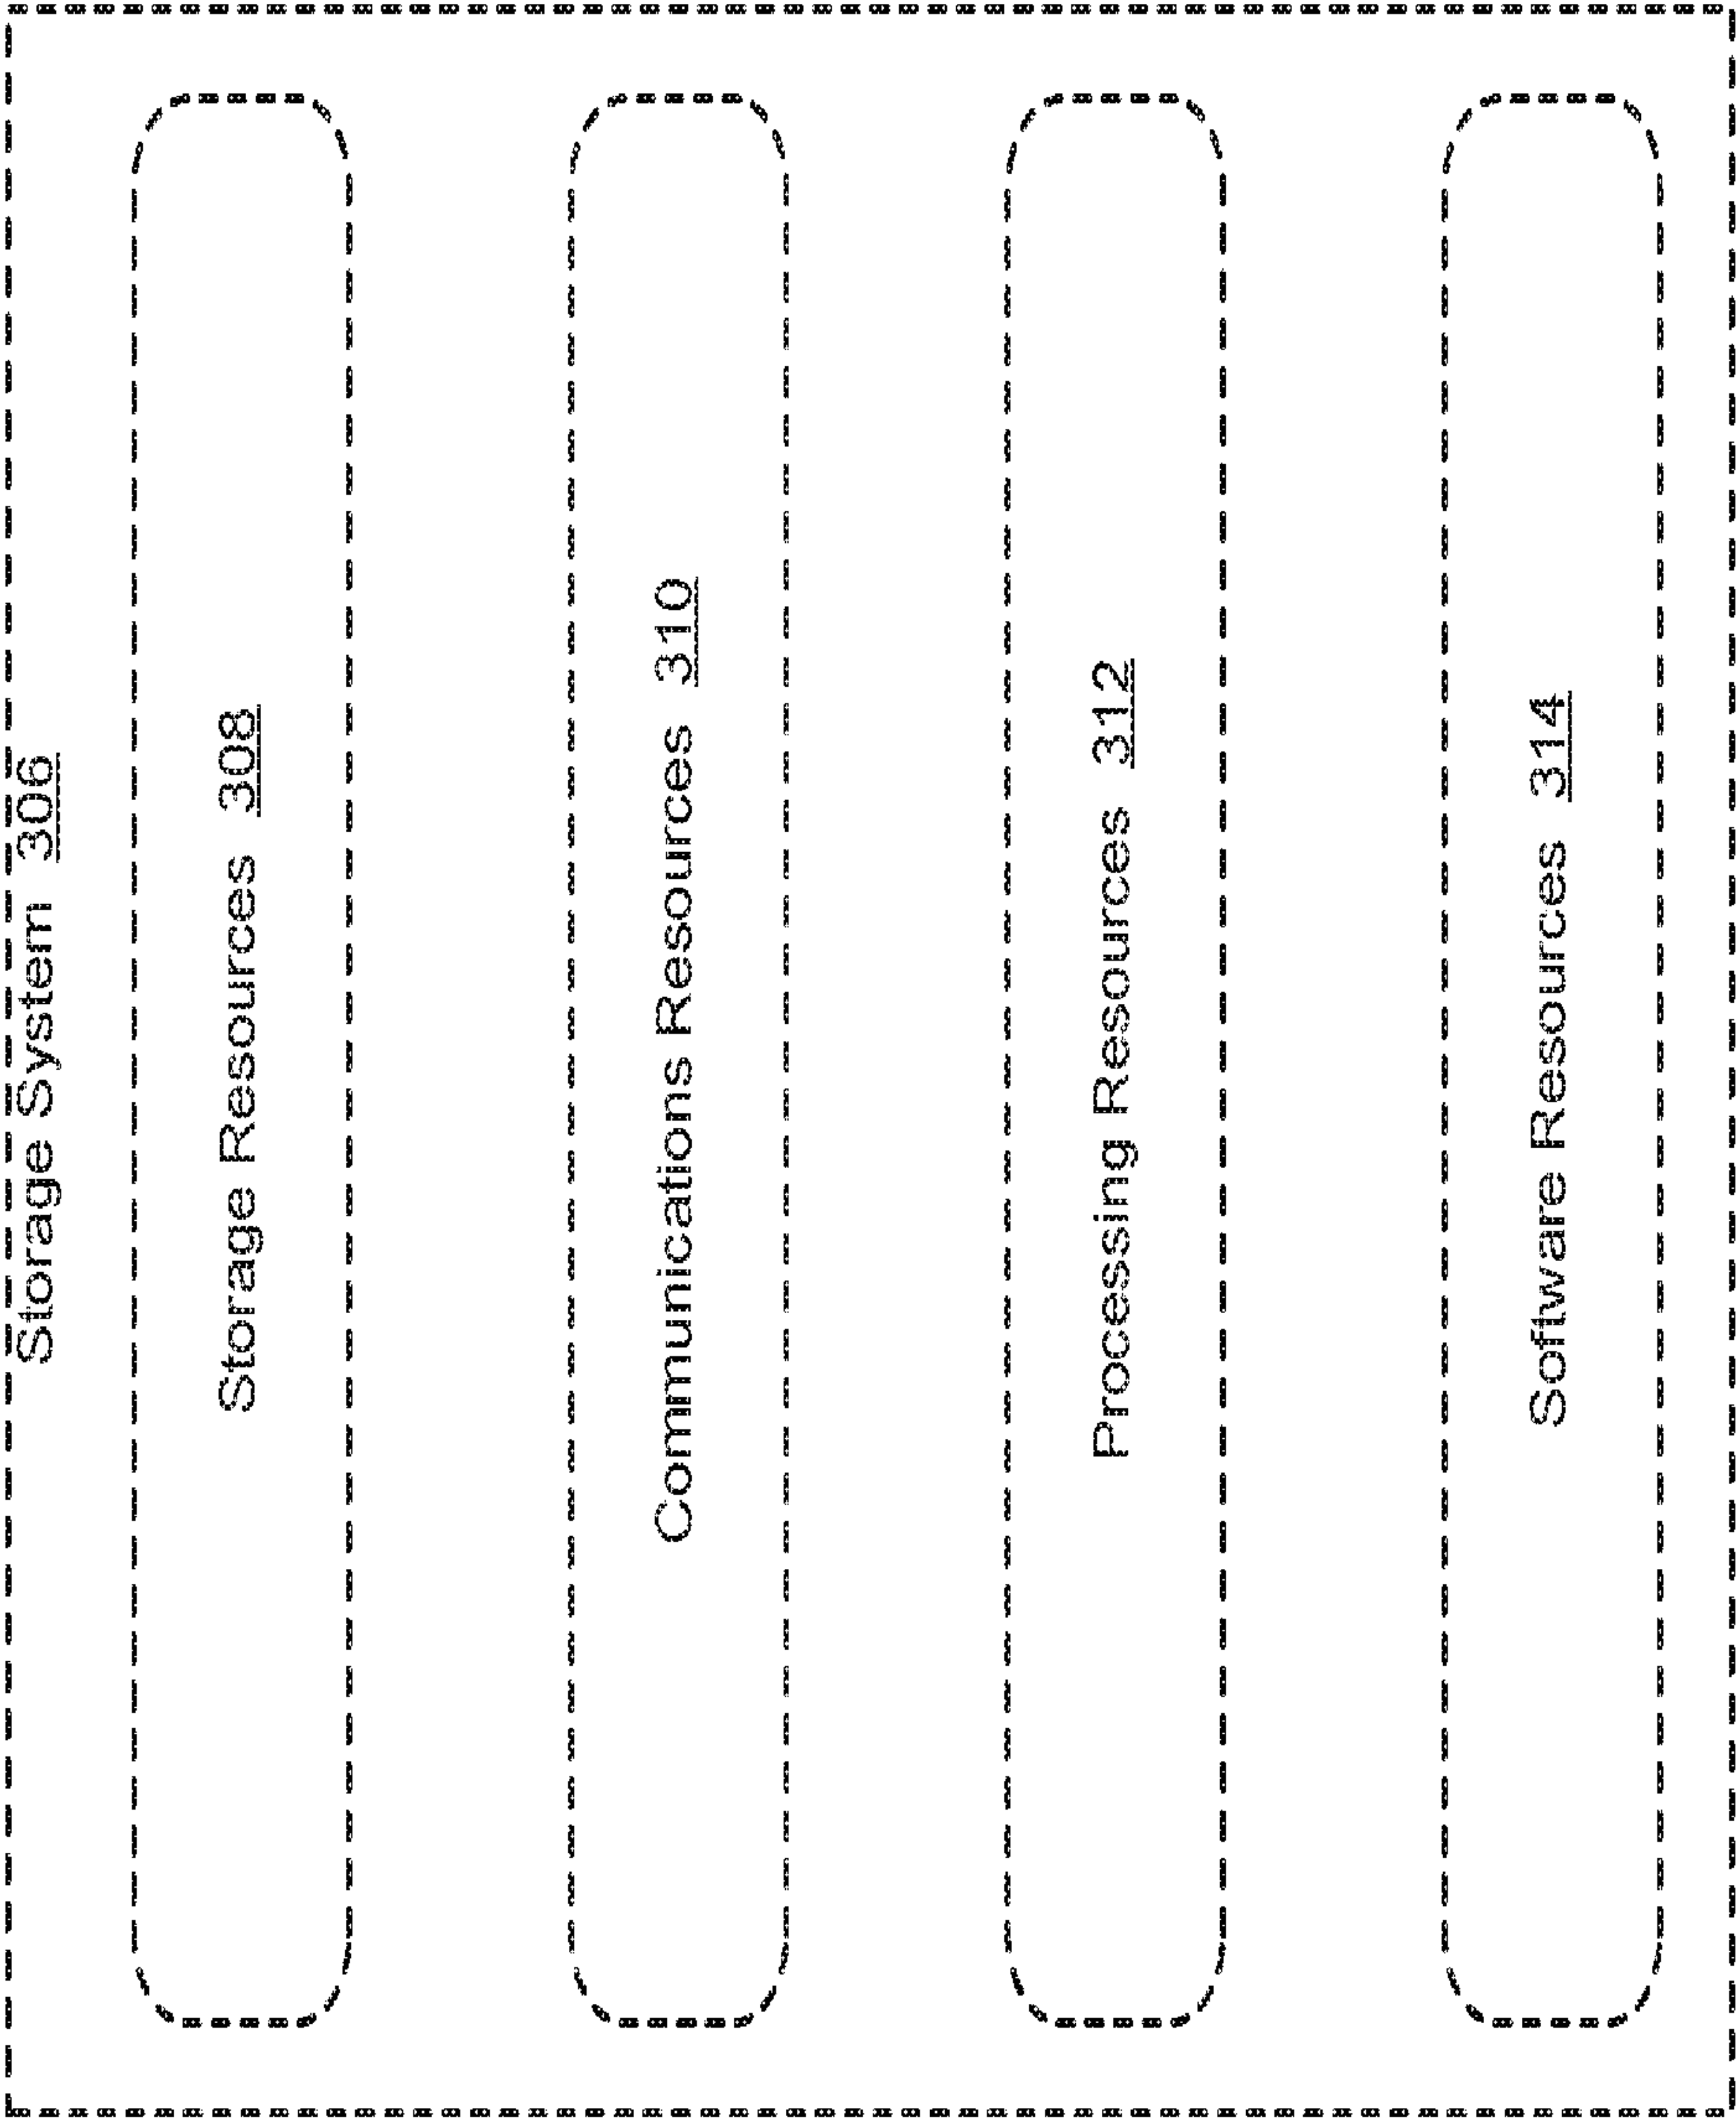 Storage System 306
Storage Resources 308
Communications Resources 310
Processing Resources 312
Software Resources 314